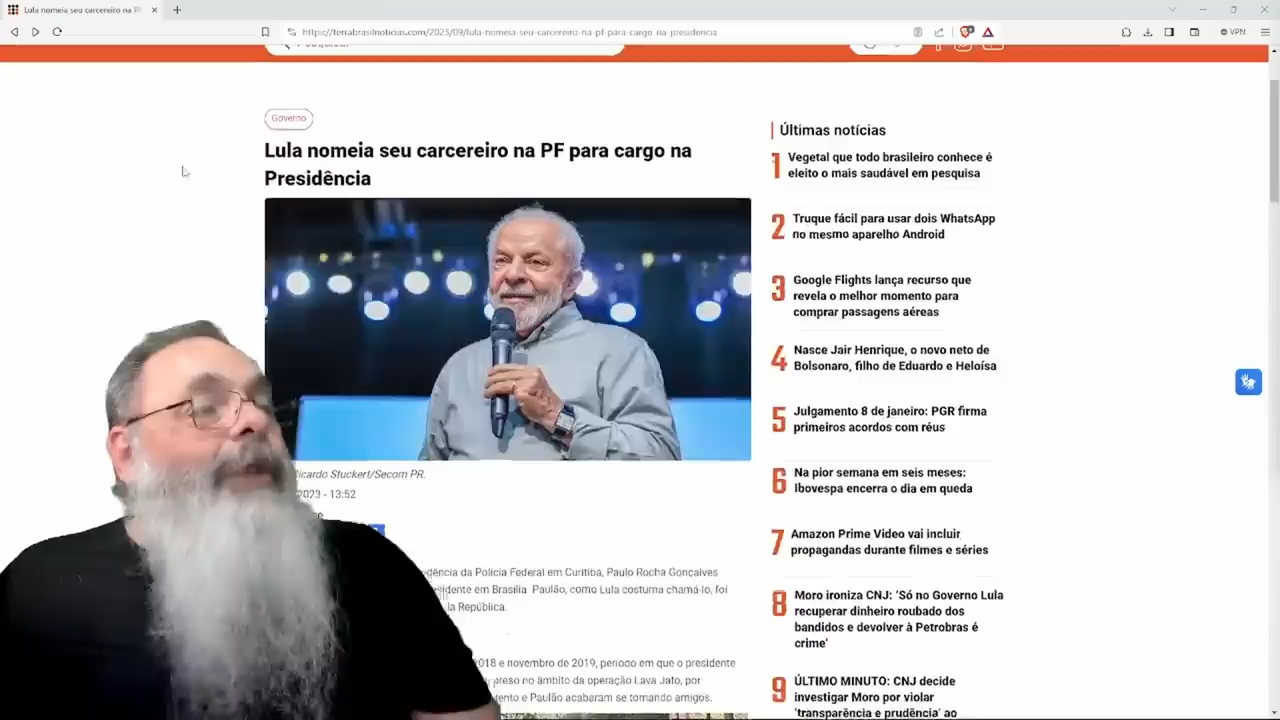 Lula nomeia seu carcereiro na P
https://terrabrasilnoticias.com/2023/09/lula-nomeia-seu-carcereiro-na-pf-para-cargo-na-presidencia
VPN
Governo
Lula nomeia seu carcereiro na PF para cargo na
Presidência
Ricardo Stuckert/Secom PR.
2023 - 13:52
dência da Polícia Federal em Curitiba, Paulo Rocha Gonçalves
idente em Brasília. Paulão, como Lula costuma chamá-lo, foi
la República.
2018 e novembro de 2019, período em que o presidente
preso no âmbito da operação Lava Jato, por
ento e Paulão acabaram se tornando amigos.
Últimas notícias
1 Vegetal que todo brasileiro conhece é
eleito o mais saudável em pesquisa
2 Truque fácil para usar dois WhatsApp
no mesmo aparelho Android
3 Google Flights lança recurso que
revela o melhor momento para
comprar passagens aéreas
4 Nasce Jair Henrique, o novo neto de
Bolsonaro, filho de Eduardo e Heloísa
5 Julgamento 8 de janeiro: PGR firma
primeiros acordos com réus
6 Na pior semana em seis meses:
Ibovespa encerra o dia em queda
7 Amazon Prime Video vai incluir
propagandas durante filmes e séries
8 Moro ironiza CNJ: 'Só no Governo Lula
recuperar dinheiro roubado dos
bandidos e devolver à Petrobras é
crime'
9 ÚLTIMO MINUTO: CNJ decide
investigar Moro por violar
'transparência e prudência' ao